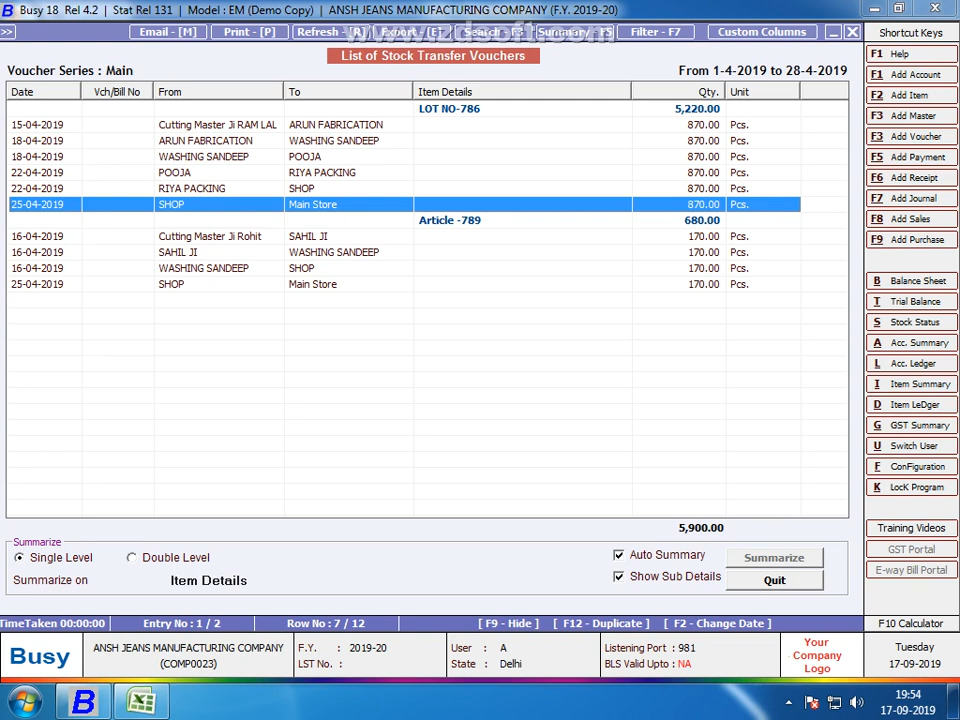 Busy 18 Rel 4.2 | Stat Rel 131 | Model : EM (Demo Copy) | ANSH JEANS MANUFACTURING COMPANY (F.Y. 2019-20)
>> Email - [M] Print - [P] Refresh - [R] Export - [E] Search - F3 Summary - F5 Filter - F7 Custom Columns
List of Stock Transfer Vouchers
Voucher Series : Main From 1-4-2019 to 28-4-2019
Date Vch/Bill No From To Item Details Qty. Unit
LOT NO-786 5,220.00
15-04-2019 Cutting Master Ji RAM LAL ARUN FABRICATION 870.00 Pcs.
18-04-2019 ARUN FABRICATION WASHING SANDEEP 870.00 Pcs.
18-04-2019 WASHING SANDEEP POOJA 870.00 Pcs.
22-04-2019 POOJA RIYA PACKING 870.00 Pcs.
22-04-2019 RIYA PACKING SHOP 870.00 Pcs.
25-04-2019 SHOP Main Store 870.00 Pcs.
Article -789 680.00
16-04-2019 Cutting Master Ji Rohit SAHIL JI 170.00 Pcs.
16-04-2019 SAHIL JI WASHING SANDEEP 170.00 Pcs.
16-04-2019 WASHING SANDEEP SHOP 170.00 Pcs.
25-04-2019 SHOP Main Store 170.00 Pcs.
5,900.00
Summarize
Single Level Double Level
Summarize on Item Details
Auto Summary Summarize
Show Sub Details Quit
TimeTaken 00:00:00 Entry No : 1 / 2 Row No : 7 / 12 [ F9 - Hide ] [ F12 - Duplicate ] [ F2 - Change Date ]
Busy
ANSH JEANS MANUFACTURING COMPANY
(COMP0023)
F.Y. : 2019-20
LST No. :
User : A
State : Delhi
Listening Port : 981
BLS Valid Upto : NA
Your
Company
Logo
Shortcut Keys
F1 Help
F1 Add Account
F2 Add Item
F3 Add Master
F3 Add Voucher
F5 Add Payment
F6 Add Receipt
F7 Add Journal
F8 Add Sales
F9 Add Purchase
B Balance Sheet
T Trial Balance
S Stock Status
A Acc. Summary
L Acc. Ledger
I Item Summary
D Item LeDger
G GST Summary
U Switch User
F ConFiguration
K LocK Program
Training Videos
GST Portal
E-way Bill Portal
F10 Calculator
Tuesday
17-09-2019
B
19:54
17-09-2019